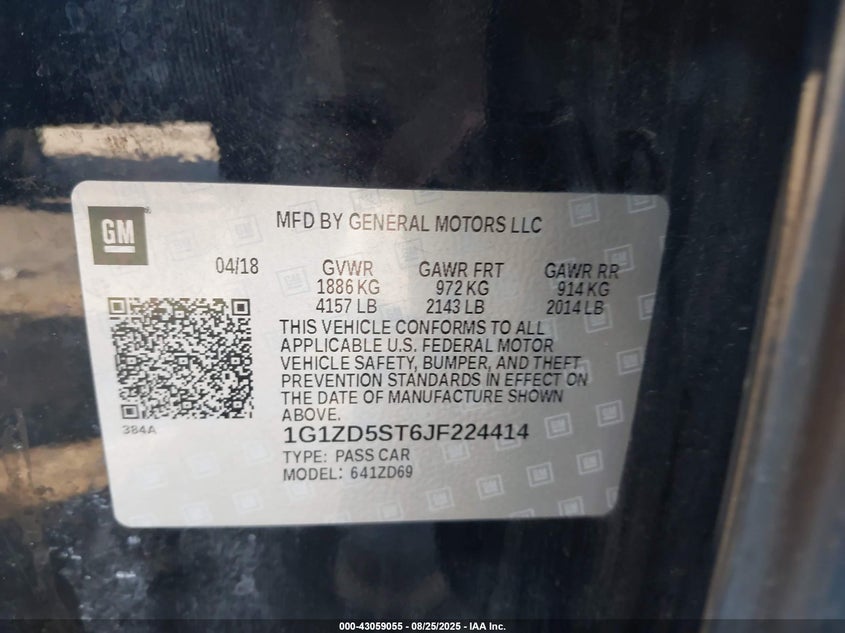 GM
MFD BY GENERAL MOTORS LLC
04/18 GVWR GAWR FRT GAWR RR
1886 KG 972 KG 914 KG
4157 LB 2143 LB 2014 LB
THIS VEHICLE CONFORMS TO ALL
APPLICABLE U.S. FEDERAL MOTOR
VEHICLE SAFETY, BUMPER, AND THEFT
PREVENTION STANDARDS IN EFFECT ON
THE DATE OF MANUFACTURE SHOWN
ABOVE.
384A
1G1ZD5ST6JF224414
TYPE: PASS CAR
MODEL: 641ZD69
000-43059055 - 08/25/2025 - IAA Inc.